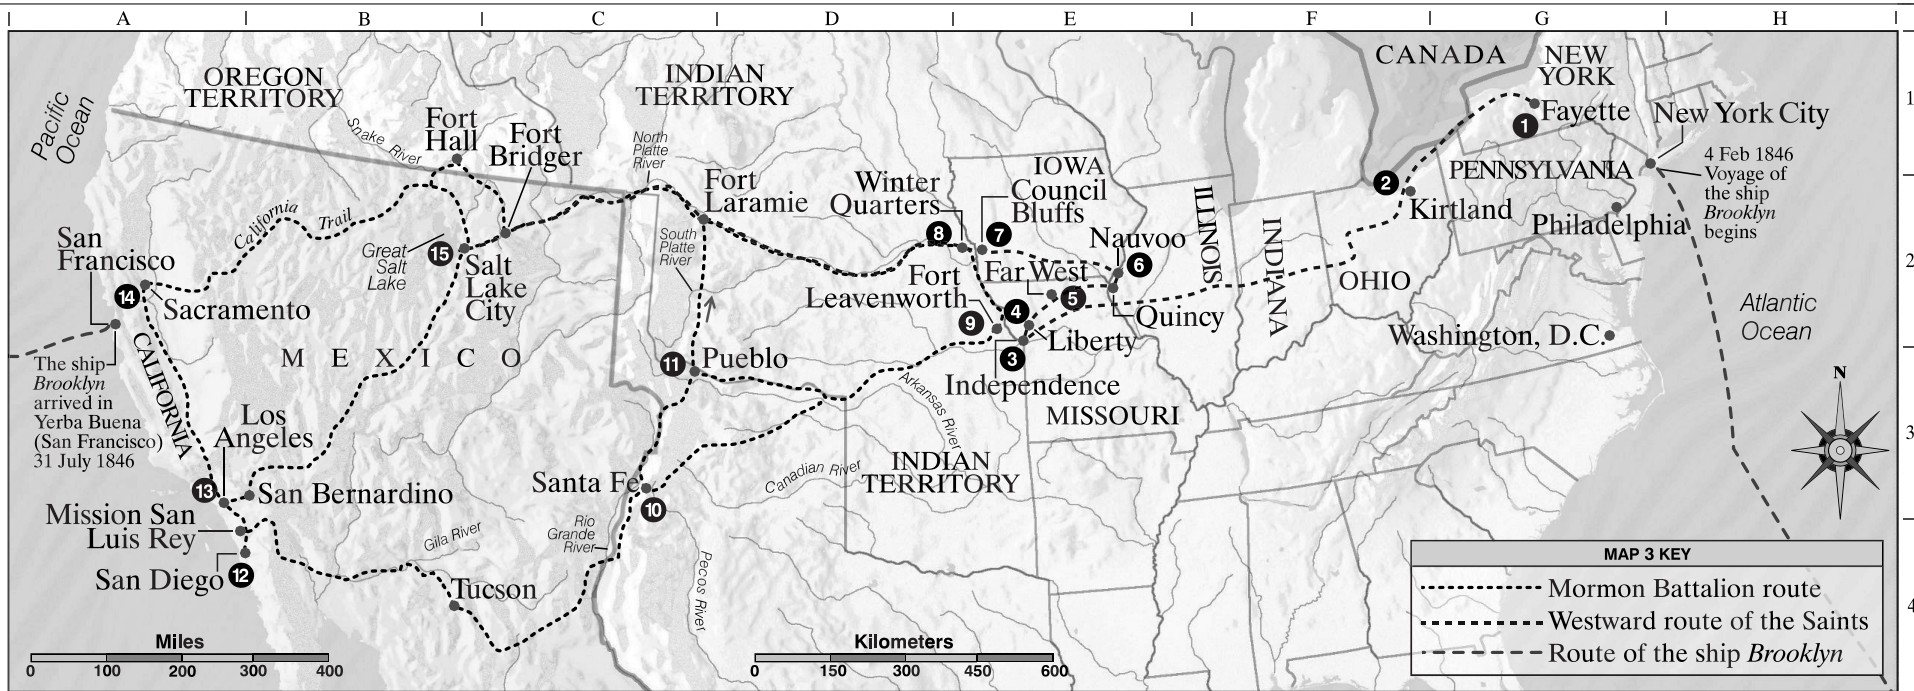 A B C D E F G H
1
2
3
4
Pacific
Ocean
OREGON
TERRITORY
Snake River
Fort
Hall
Fort
Bridger
INDIAN
TERRITORY
North
Platte
River
Fort
Laramie
Winter
Quarters
IOWA
Council
Bluffs
CANADA
NEW
YORK
Fayette
1
New York City
4 Feb 1846
Voyage of
the ship
Brooklyn
begins
PENNSYLVANIA
2
Kirtland
Philadelphia
ILLINOIS
INDIANA
OHIO
Nauvoo
6
7
8
California Trail
Great
Salt
Lake
15
Salt
Lake
City
South
Platte
River
San
Francisco
14
Sacramento
Fort
Leavenworth
9
Far West
5
4
Quincy
Liberty
3
Independence
Washington, D.C.
Atlantic
Ocean
The ship
Brooklyn
arrived in
Yerba Buena
(San Francisco)
31 July 1846
CALIFORNIA
MEXICO
11
Pueblo
Arkansas River
MISSOURI
N
Los
Angeles
13
San Bernardino
Santa Fe
10
Canadian River
INDIAN
TERRITORY
Mission San
Luis Rey
San Diego
12
Gila River
Rio
Grande
River
Pecos River
Tucson
Miles
0 100 200 300 400
Kilometers
0 150 300 450 600
MAP 3 KEY
Mormon Battalion route
Westward route of the Saints
Route of the ship Brooklyn